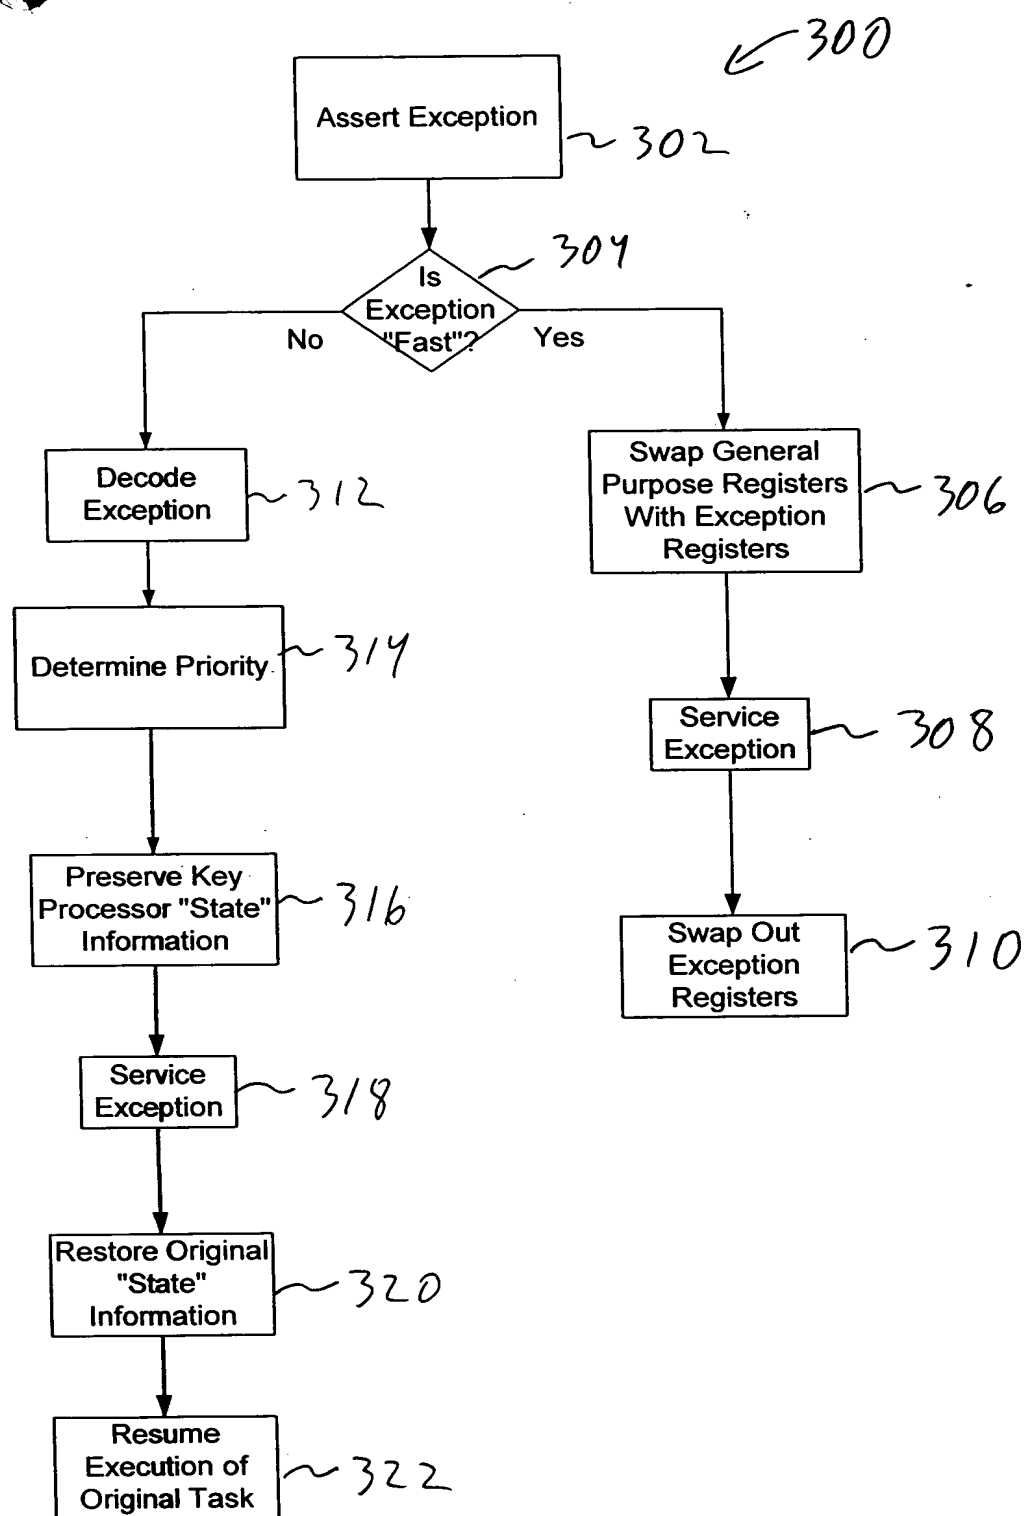 300
Assert Exception
302
304
Is
Exception
"Fast"?
No
Yes
Decode
Exception
312
Swap General
Purpose Registers
With Exception
Registers
306
Determine Priority
314
Service
Exception
308
Preserve Key
Processor "State"
Information
316
Swap Out
Exception
Registers
310
Service
Exception
318
Restore Original
"State"
Information
320
Resume
Execution of
Original Task
322